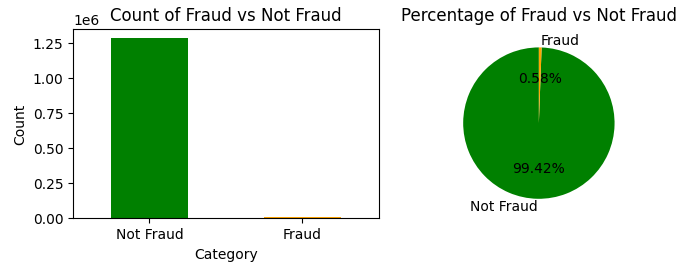 Count of Fraud vs Not Fraud
1e6
1.25
1.00
0.75
0.50
0.25
0.00
Count
Not Fraud
Fraud
Category
Percentage of Fraud vs Not Fraud
Fraud
0.58%
99.42%
Not Fraud